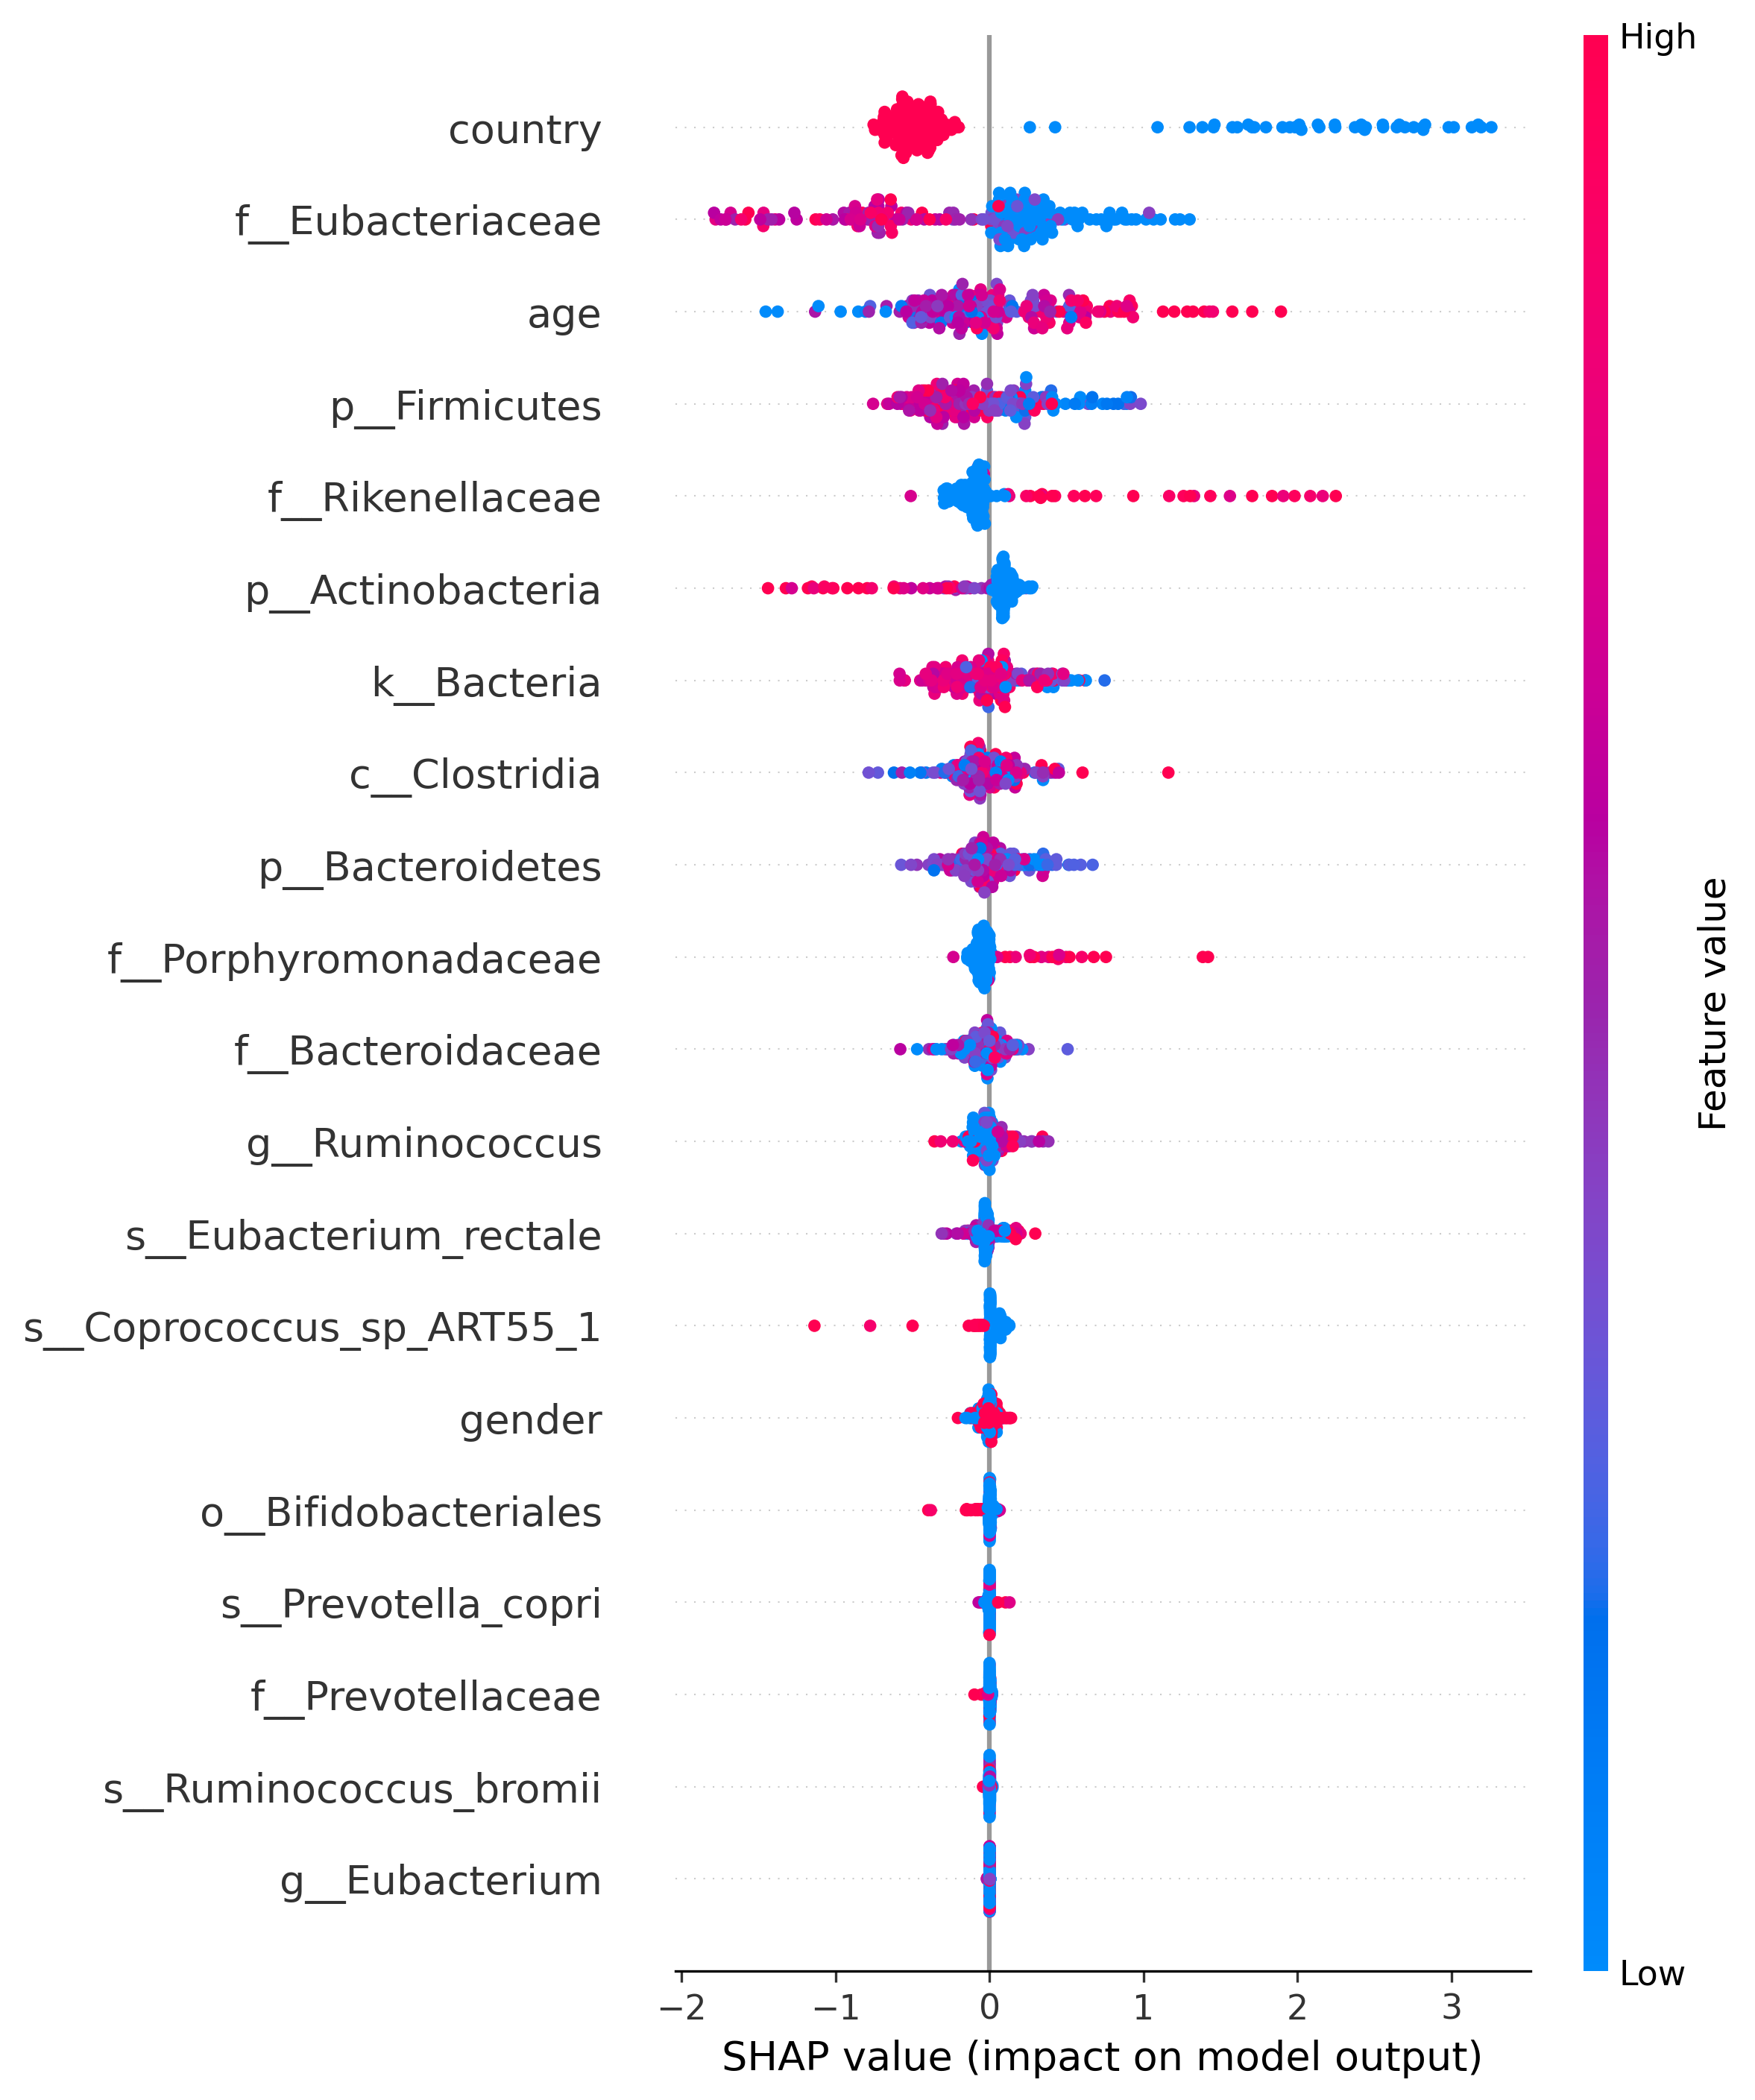 High
country
f__Eubacteriaceae
age
p__Firmicutes
f__Rikenellaceae
p__Actinobacteria
k__Bacteria
c__Clostridia
p__Bacteroidetes
f__Porphyromonadaceae
f__Bacteroidaceae
g__Ruminococcus
s__Eubacterium_rectale
s__Coprococcus_sp_ART55_1
gender
o__Bifidobacteriales
s__Prevotella_copri
f__Prevotellaceae
s__Ruminococcus_bromii
g__Eubacterium
Feature value
Low
−2 −1 0 1 2 3
SHAP value (impact on model output)